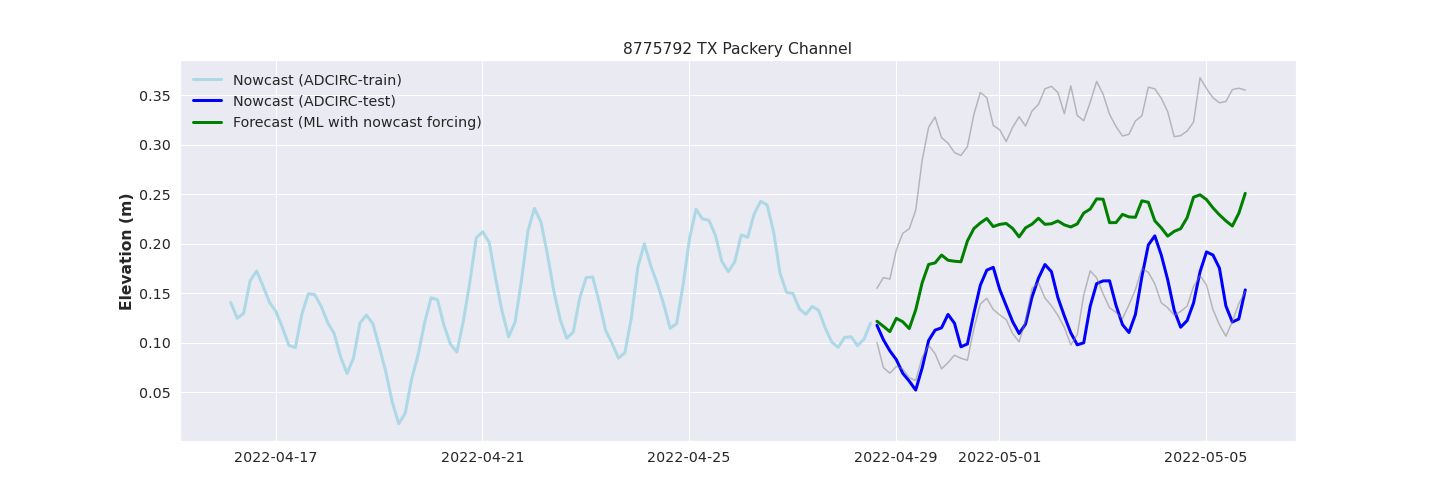 8775792 TX Packery Channel
Nowcast (ADCIRC-train)
Nowcast (ADCIRC-test)
Forecast (ML with nowcast forcing)
Elevation (m)
0.35
0.30
0.25
0.20
0.15
0.10
0.05
2022-04-17
2022-04-21
2022-04-25
2022-04-29
2022-05-01
2022-05-05